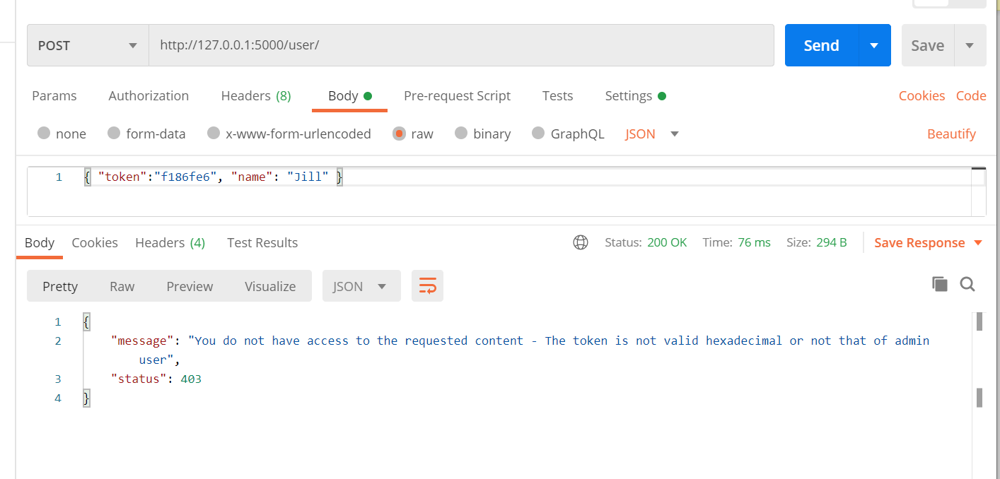 POST http://127.0.0.1:5000/user/ Send Save
Params Authorization Headers (8) Body Pre-request Script Tests Settings Cookies Code
none form-data x-www-form-urlencoded raw binary GraphQL JSON Beautify
1 { "token":"f186fe6", "name": "Jill" }
Body Cookies Headers (4) Test Results Status: 200 OK Time: 76 ms Size: 294 B Save Response
Pretty Raw Preview Visualize JSON
1 {
2 "message": "You do not have access to the requested content - The token is not valid hexadecimal or not that of admin
user",
3 "status": 403
4 }